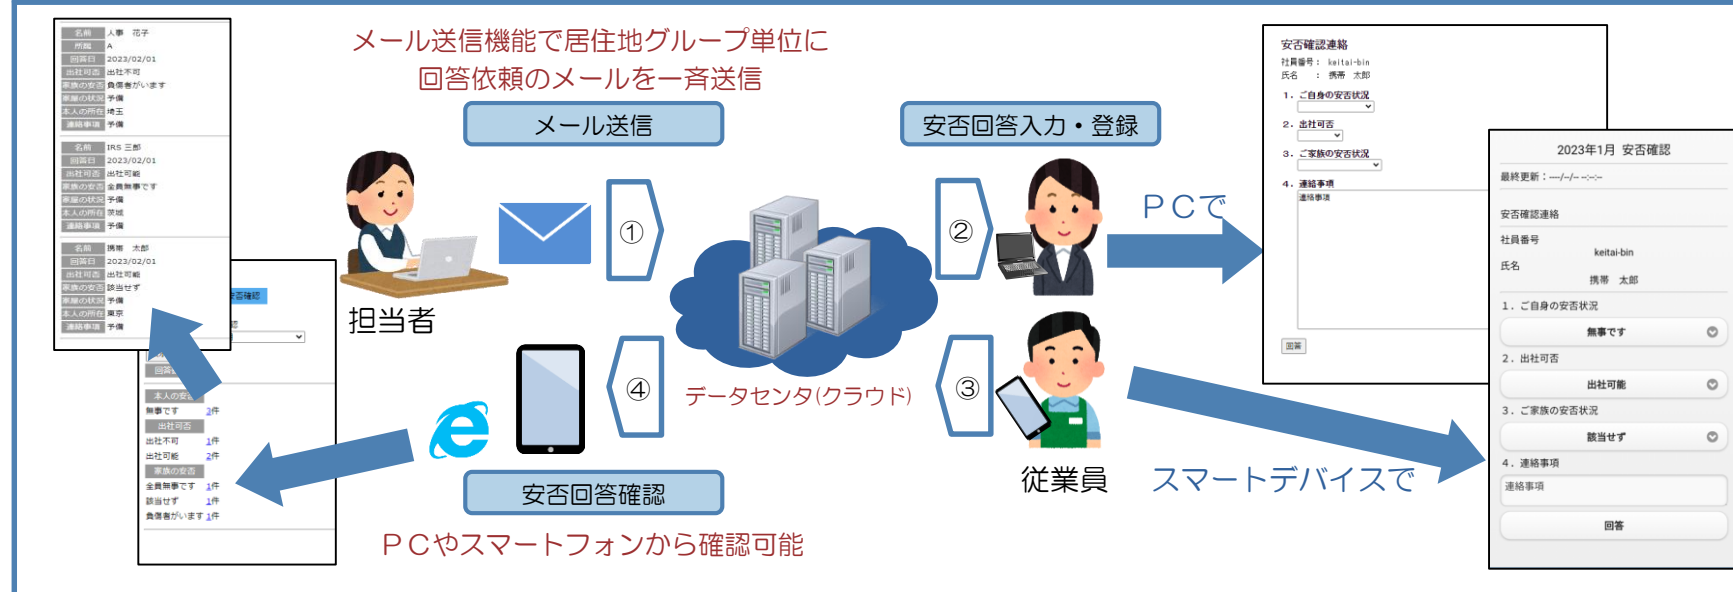 名前 人事 花子
所属 A
回答日 2023/02/01
出社可否 出社不可
家族の安否 負傷者がいます
家屋の状況 予備
本人の所在 埼玉
連絡事項 予備
名前 IRS 三郎
回答日 2023/02/01
出社可否 出社可能
家族の安否 全員無事です
家屋の状況 予備
本人の所在 茨城
連絡事項 予備
名前 携帯 太郎
回答日 2023/02/01
出社可否 出社可能
家族の安否 該当せず
家屋の状況 予備
本人の所在 東京
連絡事項 予備
安否確認
本人の安否
無事です 3件
出社可否
出社不可 1件
出社可能 2件
家族の安否
全員無事です 1件
該当せず 1件
負傷者がいます 1件
メール送信機能で居住地グループ単位に
回答依頼のメールを一斉送信
メール送信
①
担当者
データセンタ(クラウド)
安否回答入力・登録
②
PCで
③
従業員
スマートデバイスで
④
安否回答確認
PCやスマートフォンから確認可能
安否確認連絡
社員番号: keitai-bin
氏名 : 携帯 太郎
1. ご自身の安否状況
2. 出社可否
3. ご家族の安否状況
4. 連絡事項
連絡事項
回答
2023年1月 安否確認
最終更新:----/--/-- --:--:--
安否確認連絡
社員番号
keitai-bin
氏名
携帯 太郎
1. ご自身の安否状況
無事です
2. 出社可否
出社可能
3. ご家族の安否状況
該当せず
4. 連絡事項
連絡事項
回答